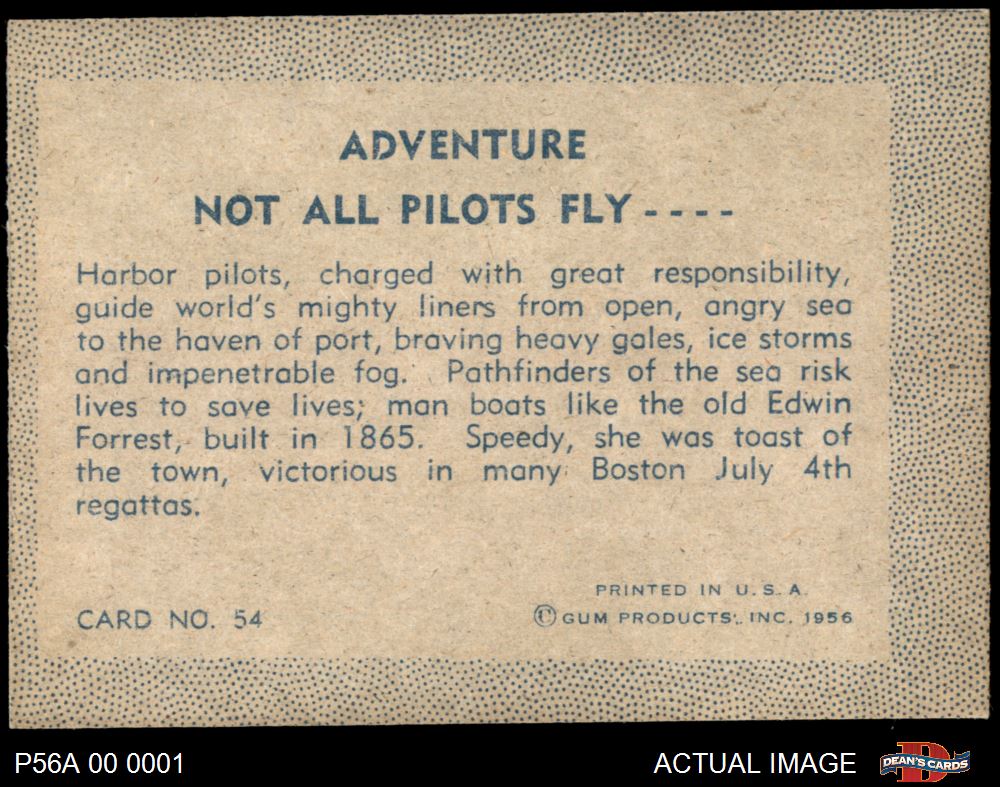 ADVENTURE
NOT ALL PILOTS FLY - - - -
Harbor pilots, charged with great responsibility,
guide world's mighty liners from open, angry sea
to the haven of port, braving heavy gales, ice storms
and impenetrable fog. Pathfinders of the sea risk
lives to save lives; man boats like the old Edwin
Forrest, built in 1865. Speedy, she was toast of
the town, victorious in many Boston July 4th
regattas.
PRINTED IN U. S. A.
CARD NO. 54
© GUM PRODUCTS, INC. 1956
P56A 00 0001
ACTUAL IMAGE
DEAN'S CARDS